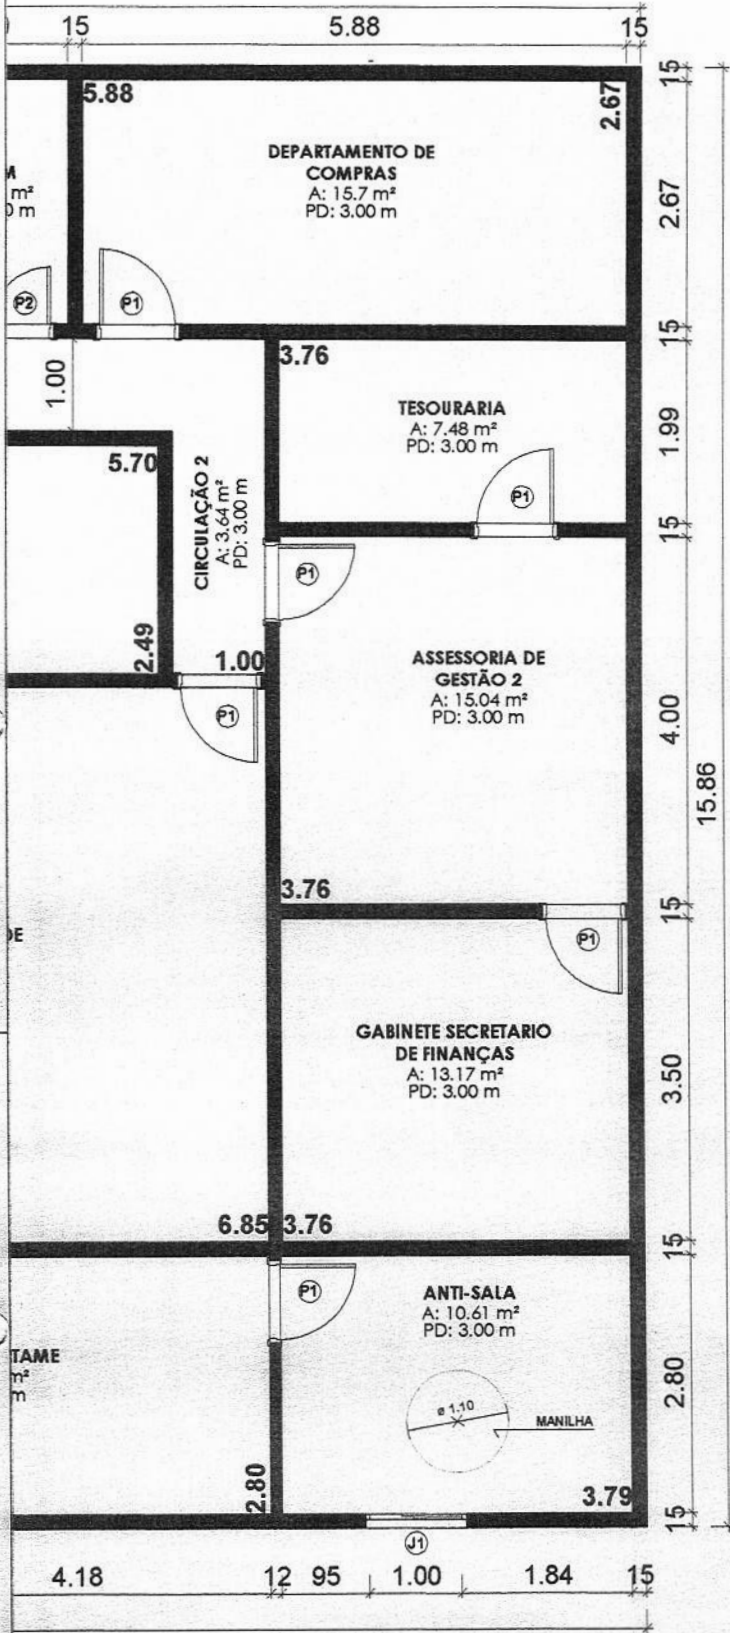 15
5.88
15
5.88
2.67
15
DEPARTAMENTO DE
COMPRAS
A: 15.7 m²
PD: 3.00 m
M
m²
0 m
2.67
P2
P1
15
1.00
3.76
TESOURARIA
A: 7.48 m²
PD: 3.00 m
1.99
5.70
CIRCULAÇÃO 2
A: 3.64 m²
PD: 3.00 m
P1
15
P1
2.49
1.00
ASSESSORIA DE
GESTÃO 2
A: 15.04 m²
PD: 3.00 m
P1
4.00
15.86
3.76
15
DE
P1
GABINETE SECRETARIO
DE FINANÇAS
A: 13.17 m²
PD: 3.00 m
3.50
6.85
3.76
15
P1
ANTI-SALA
A: 10.61 m²
PD: 3.00 m
TAME
m²
m
2.80
ø 1.10
MANILHA
2.80
3.79
15
J1
4.18
12
95
1.00
1.84
15